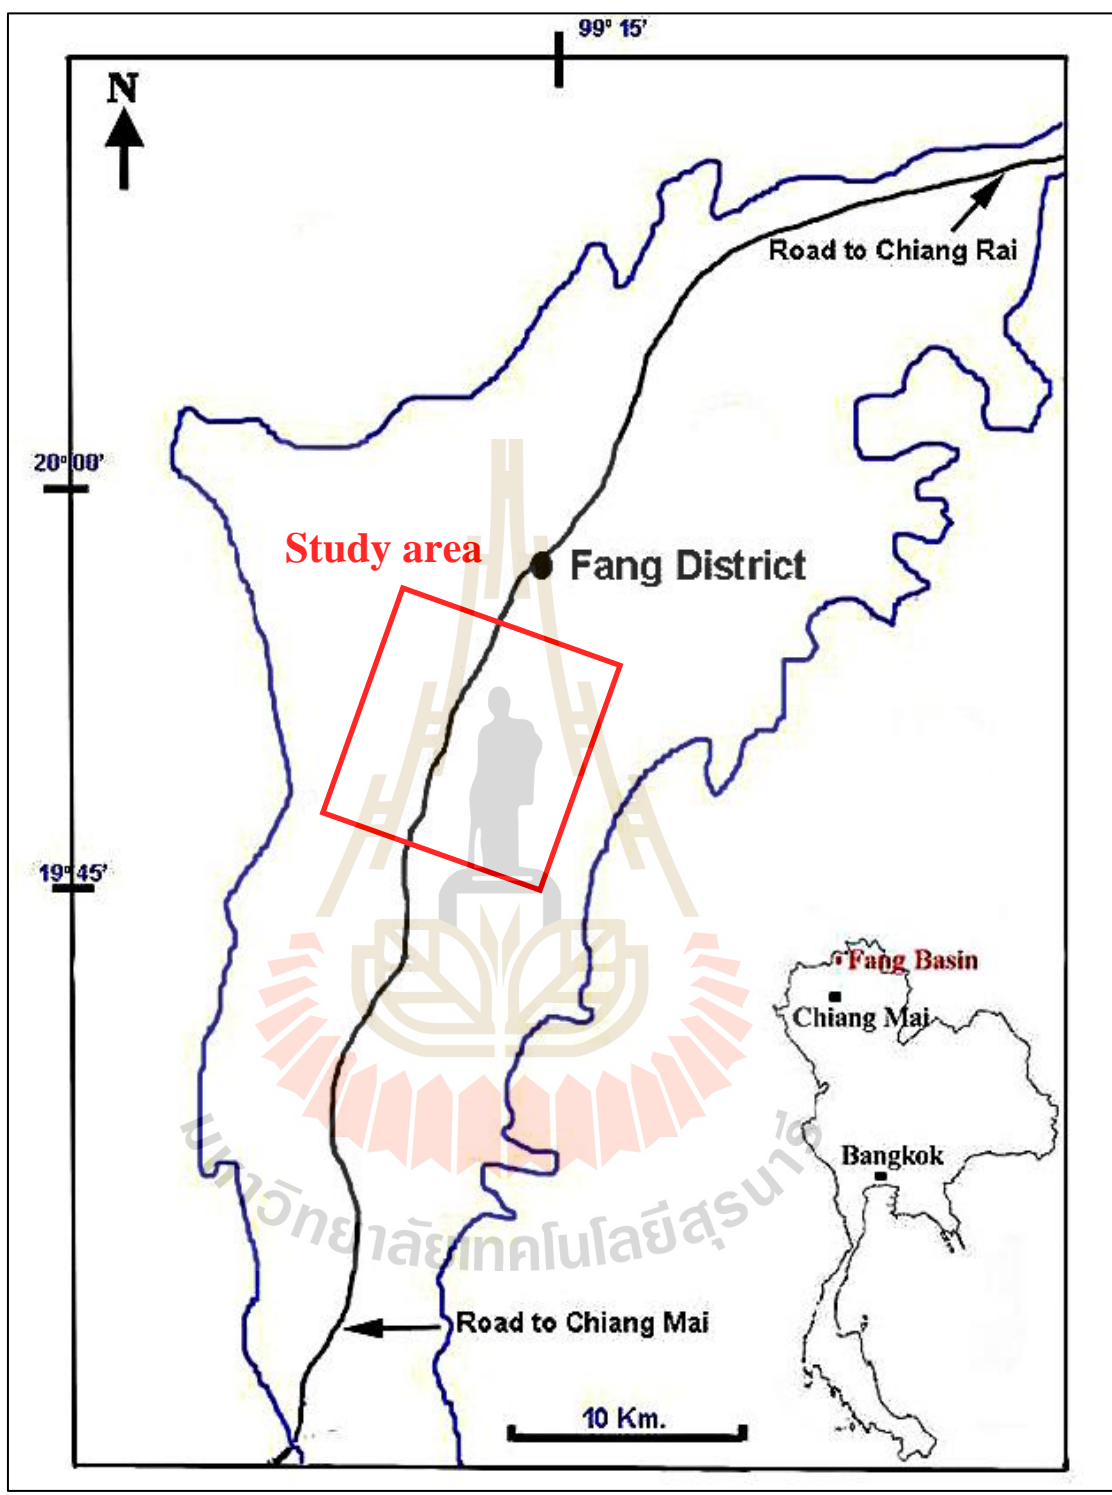 99° 15'
N
Road to Chiang Rai
20° 00'
Study area
Fang District
19° 45'
Fang Basin
Chiang Mai
Bangkok
มหาวิทยาลัยเทคโนโลยีสุรนารี
Road to Chiang Mai
10 Km.